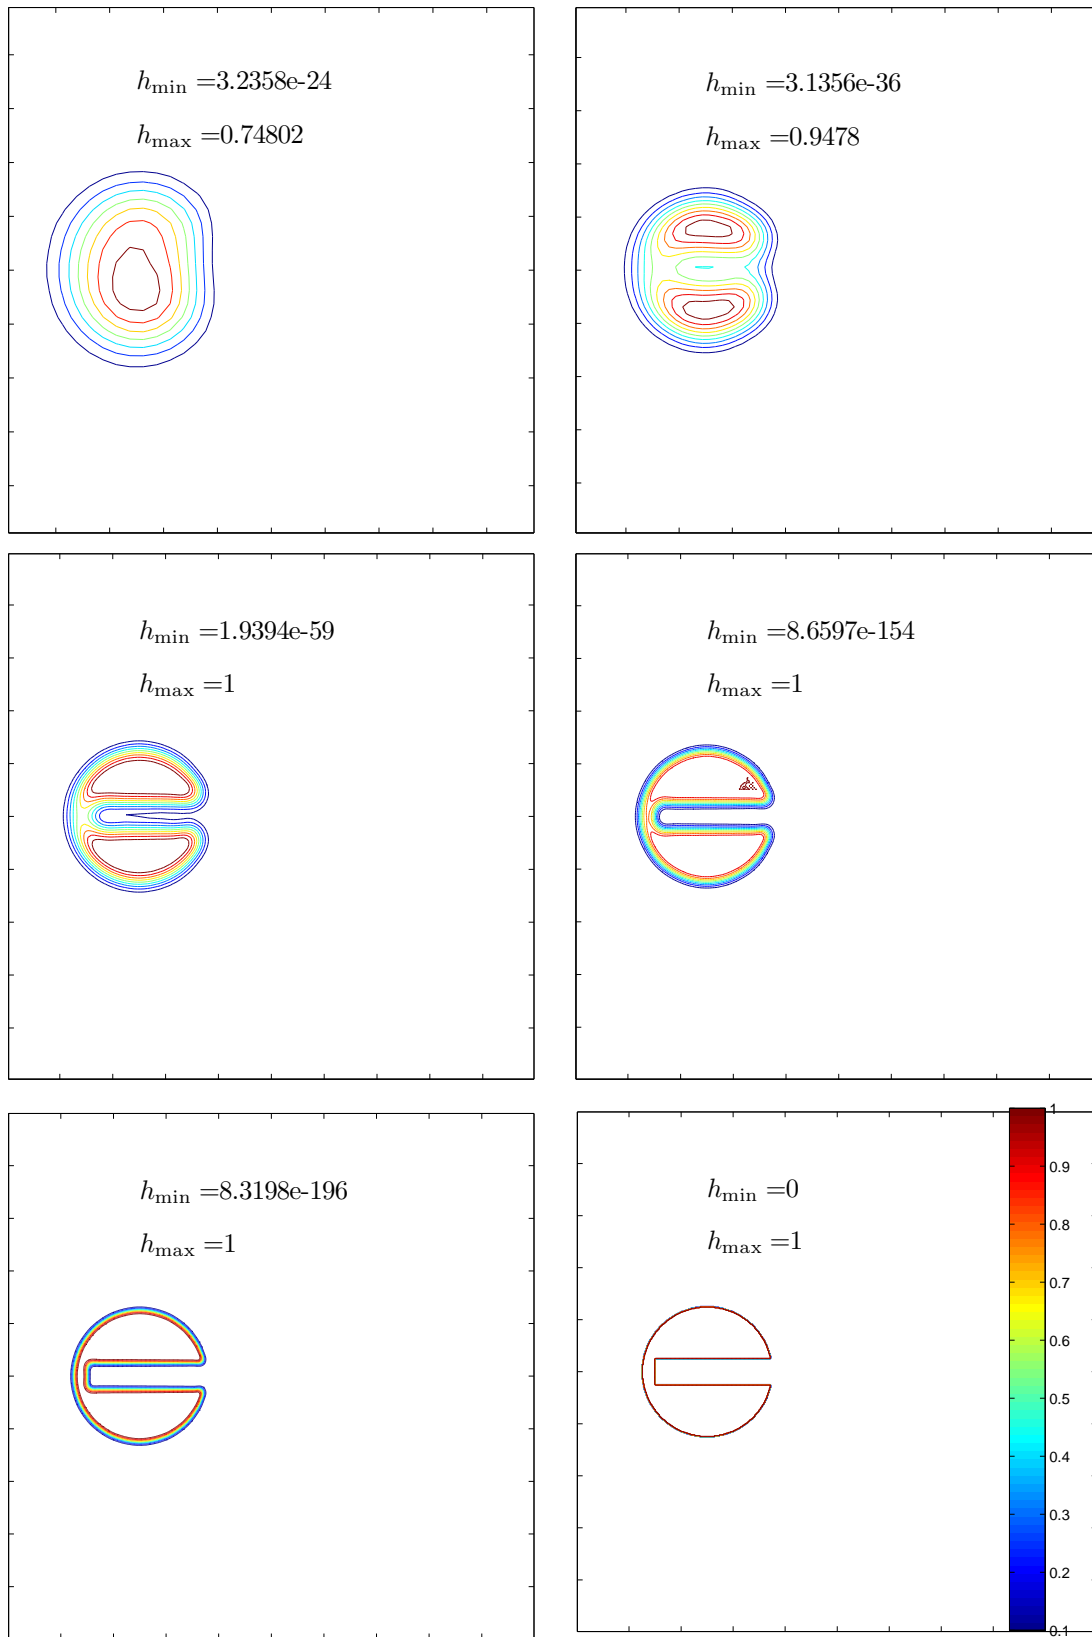 h_min =3.2358e-24
h_max =0.74802
h_min =3.1356e-36
h_max =0.9478
h_min =1.9394e-59
h_max =1
h_min =8.6597e-154
h_max =1
h_min =8.3198e-196
h_max =1
h_min =0
h_max =1
1
0.9
0.8
0.7
0.6
0.5
0.4
0.3
0.2
0.1